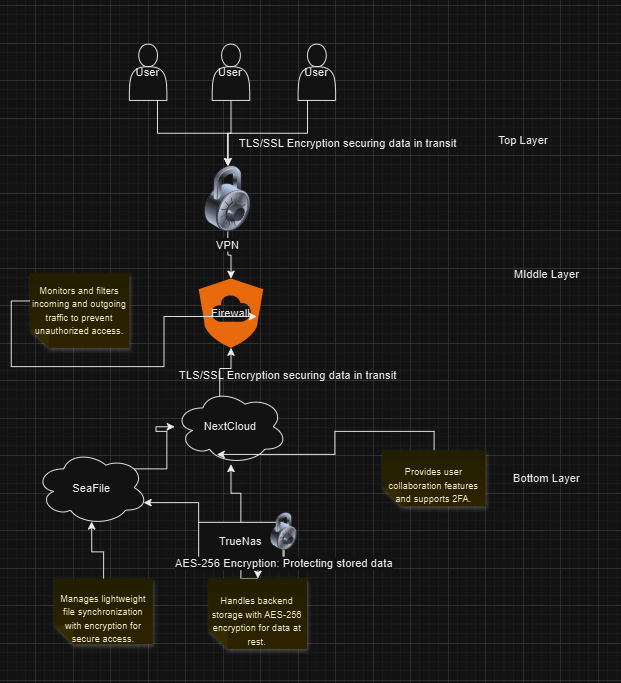 User
User
User
TLS/SSL Encryption securing data in transit
Top Layer
VPN
MIddle Layer
Monitors and filters
incoming and outgoing
traffic to prevent
unauthorized access.
Firewall
TLS/SSL Encryption securing data in transit
NextCloud
SeaFile
Provides user
collaboration features
and supports 2FA.
Bottom Layer
TrueNas
AES-256 Encryption: Protecting stored data
Manages lightweight
file synchronization
with encryption for
secure access.
Handles backend
storage with AES-256
encryption for data at
rest.